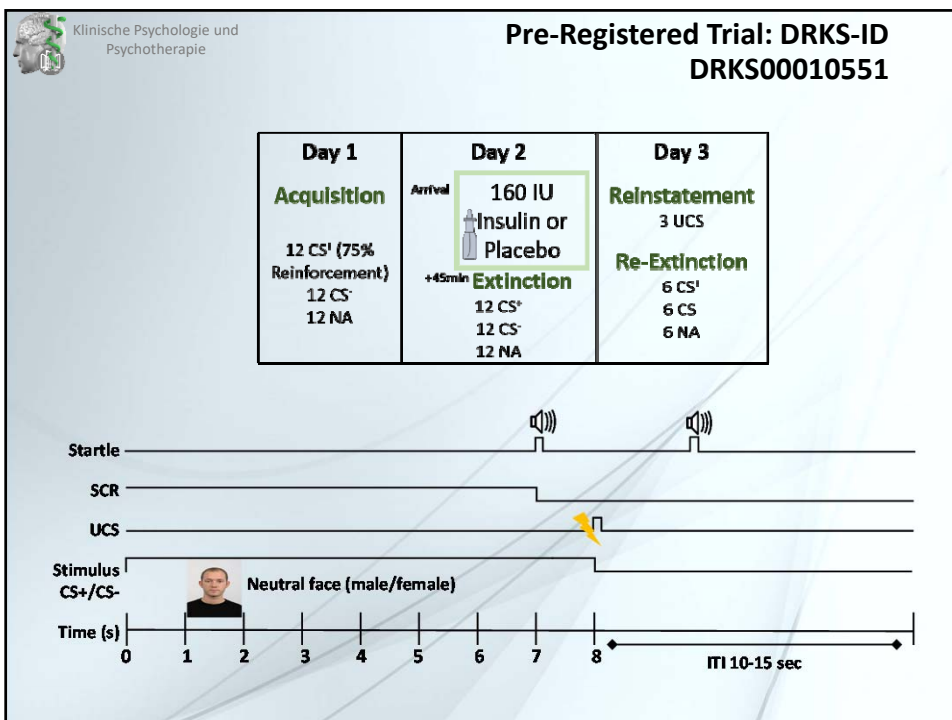 Klinische Psychologie und
Psychotherapie
Pre-Registered Trial: DRKS-ID
DRKS00010551
Day 1
Acquisition
12 CS⁺ (75%
Reinforcement)
12 CS⁻
12 NA
Day 2
Arrival
160 IU
Insulin or
Placebo
+45min Extinction
12 CS⁺
12 CS⁻
12 NA
Day 3
Reinstatement
3 UCS
Re-Extinction
6 CS⁺
6 CS
6 NA
Startle
SCR
UCS
Stimulus
CS+/CS-
Neutral face (male/female)
Time (s)
0 1 2 3 4 5 6 7 8
ITI 10-15 sec